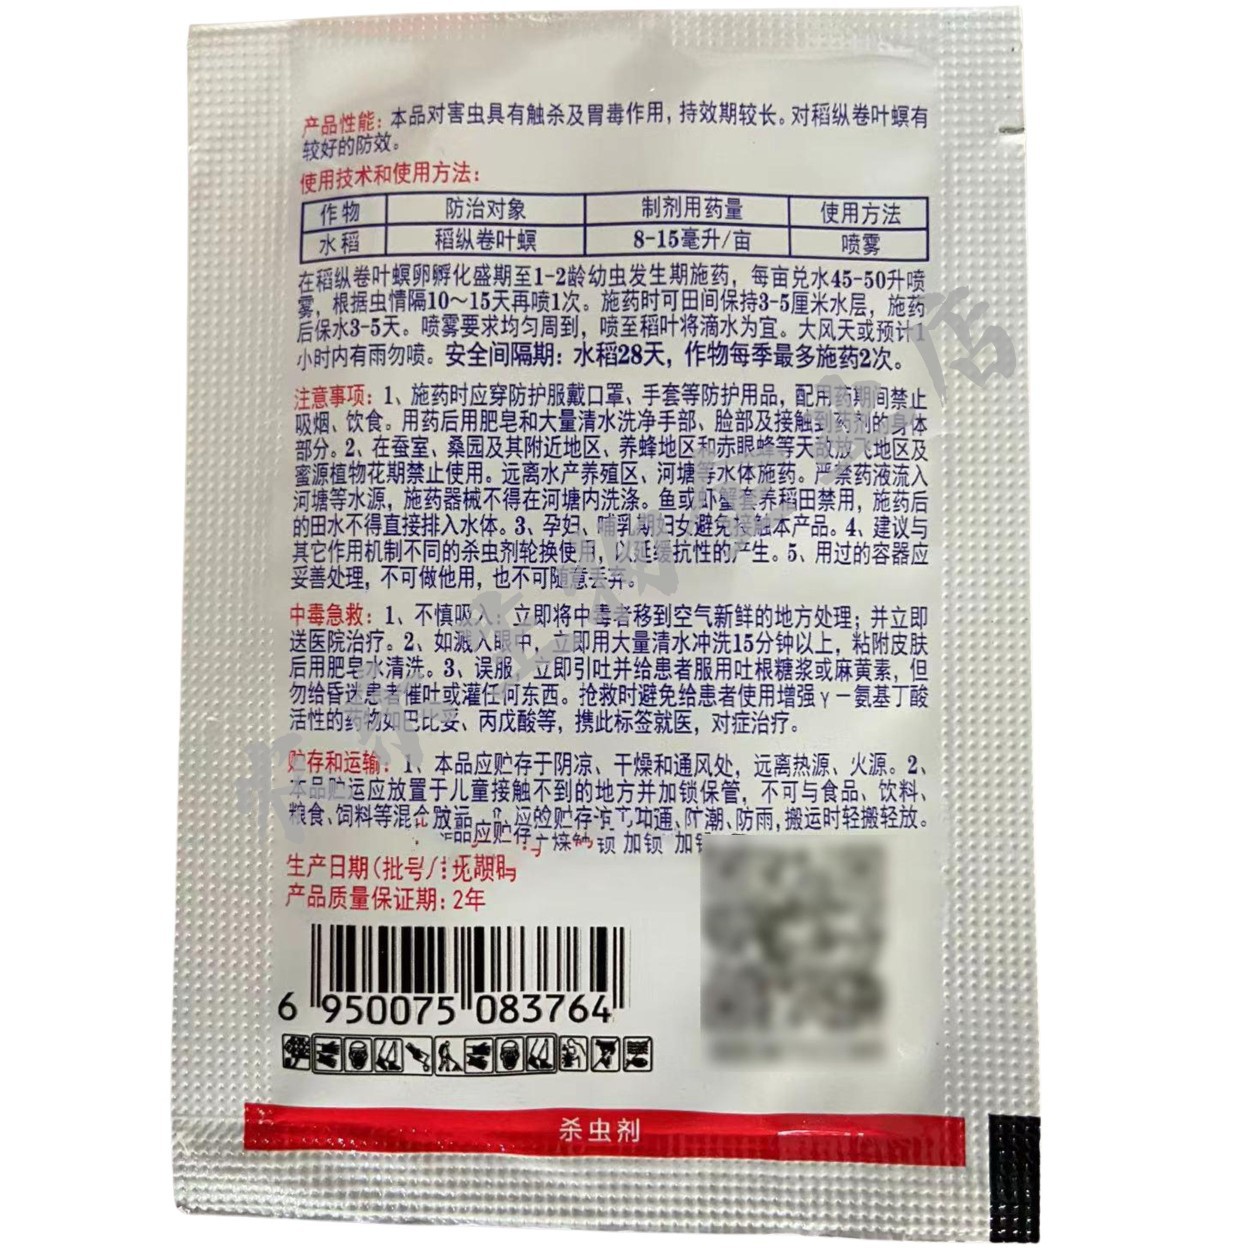 产品性能：本品对害虫具有触杀及胃毒作用，持效期较长。对稻纵卷叶螟有
较好的防效。
使用技术和使用方法：
作物 防治对象 制剂用药量 使用方法
水稻 稻纵卷叶螟 8-15毫升/亩 喷雾
在稻纵卷叶螟卵孵化盛期至1-2龄幼虫发生期施药，每亩兑水45-50升喷
雾，根据虫情隔10～15天再喷1次。施药时可田间保持3-5厘米水层，施药
后保水3-5天。喷雾要求均匀周到，喷至稻叶将滴水为宜。大风天或预计1
小时内有雨勿喷。安全间隔期：水稻28天，作物每季最多施药2次。
注意事项：1、施药时应穿防护服戴口罩、手套等防护用品，配用药期间禁止
吸烟、饮食。用药后用肥皂和大量清水洗净手部、脸部及接触到药剂的身体
部分。2、在蚕室、桑园及其附近地区、养蜂地区和赤眼蜂等天敌放飞地区及
蜜源植物花期禁止使用。远离水产养殖区、河塘等水体施药。严禁药液流入
河塘等水源，施药器械不得在河塘内洗涤。鱼或虾蟹套养稻田禁用，施药后
的田水不得直接排入水体。3、孕妇、哺乳期妇女避免接触本产品。4、建议与
其它作用机制不同的杀虫剂轮换使用，以延缓抗性的产生。5、用过的容器应
妥善处理，不可做他用，也不可随意丢弃。
中毒急救：1、不慎吸入：立即将中毒者移到空气新鲜的地方处理；并立即
送医院治疗。2、如溅入眼中，立即用大量清水冲洗15分钟以上，粘附皮肤
后用肥皂水清洗。3、误服，立即引吐并给患者服用吐根糖浆或麻黄素，但
勿给昏迷患者催吐或灌任何东西。抢救时避免给患者使用增强γ－氨基丁酸
活性的药物如巴比妥、丙戊酸等，携此标签就医，对症治疗。
贮存和运输：1、本品应贮存于阴凉、干燥和通风处，远离热源、火源。2、
本品贮运应放置于儿童接触不到的地方并加锁保管，不可与食品、饮料、
粮食、饲料等混合放 应 贮存 通、防潮、防雨，搬运时轻搬轻放。
品应贮存 锁 加锁 加
生产日期（批号）：见
产品质量保证期：2年
6 950075 083764
杀虫剂